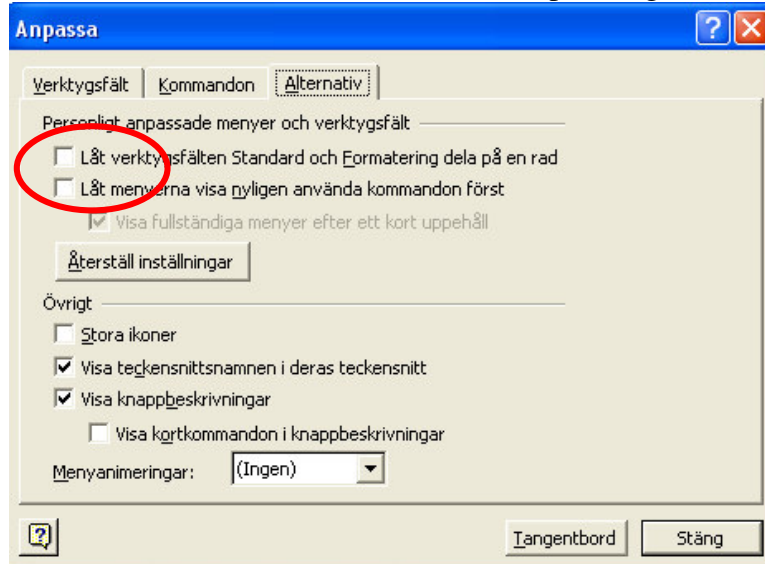 Anpassa
Verktygsfält Kommandon Alternativ
Personligt anpassade menyer och verktygsfält
Låt verktygsfälten Standard och Formatering dela på en rad
Låt menyerna visa nyligen använda kommandon först
Visa fullständiga menyer efter ett kort uppehåll
Återställ inställningar
Övrigt
Stora ikoner
Visa teckensnittsnamnen i deras teckensnitt
Visa knappbeskrivningar
Visa kortkommandon i knappbeskrivningar
Menyanimeringar: (Ingen)
Tangentbord Stäng